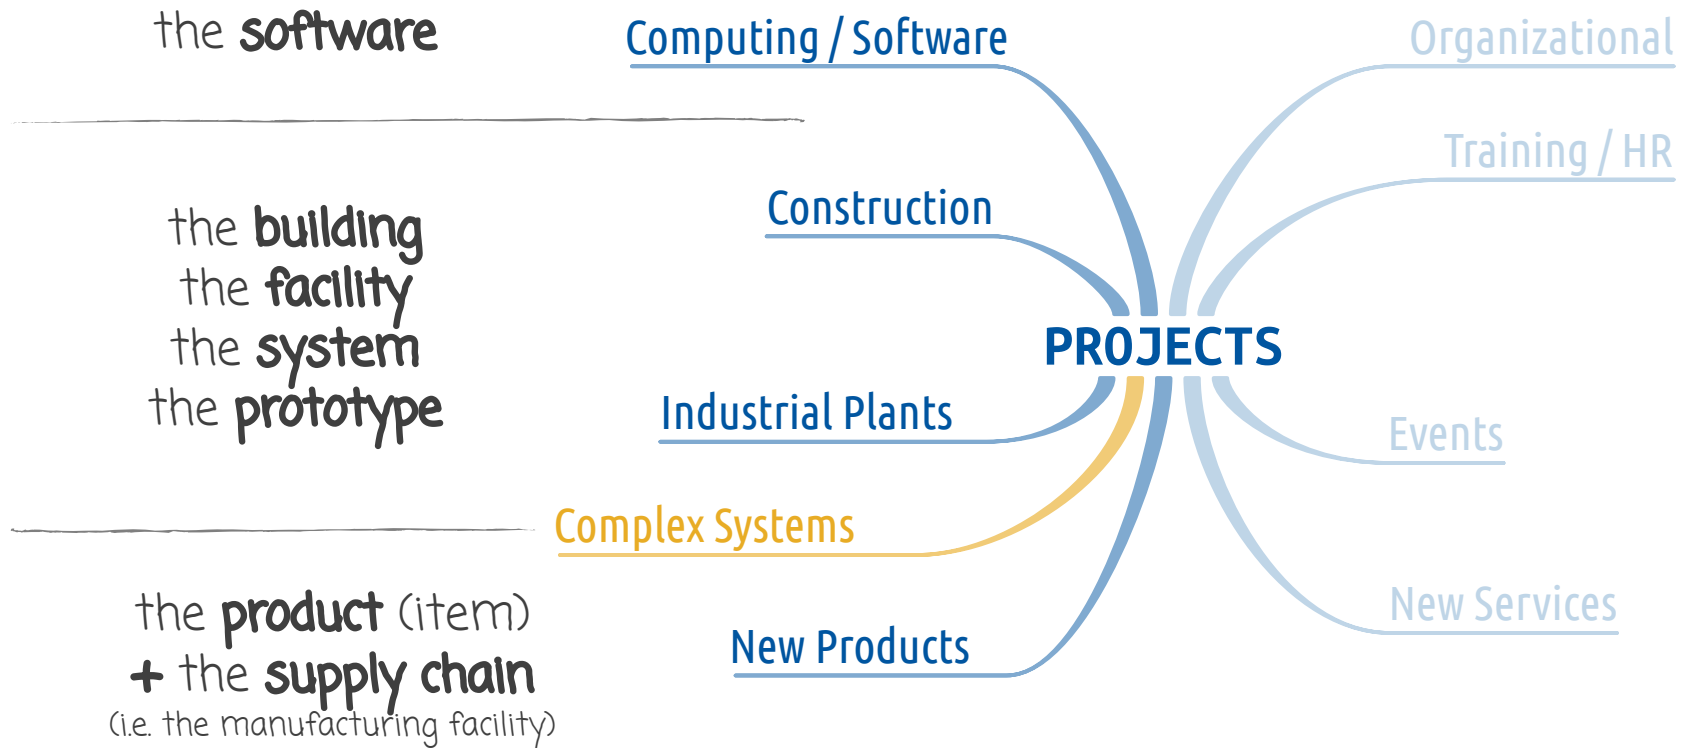 the software
the building
the facility
the system
the prototype
the product (item)
+ the supply chain
(i.e. the manufacturing facility)
Computing / Software
Construction
Industrial Plants
Complex Systems
New Products
PROJECTS
Organizational
Training / HR
Events
New Services